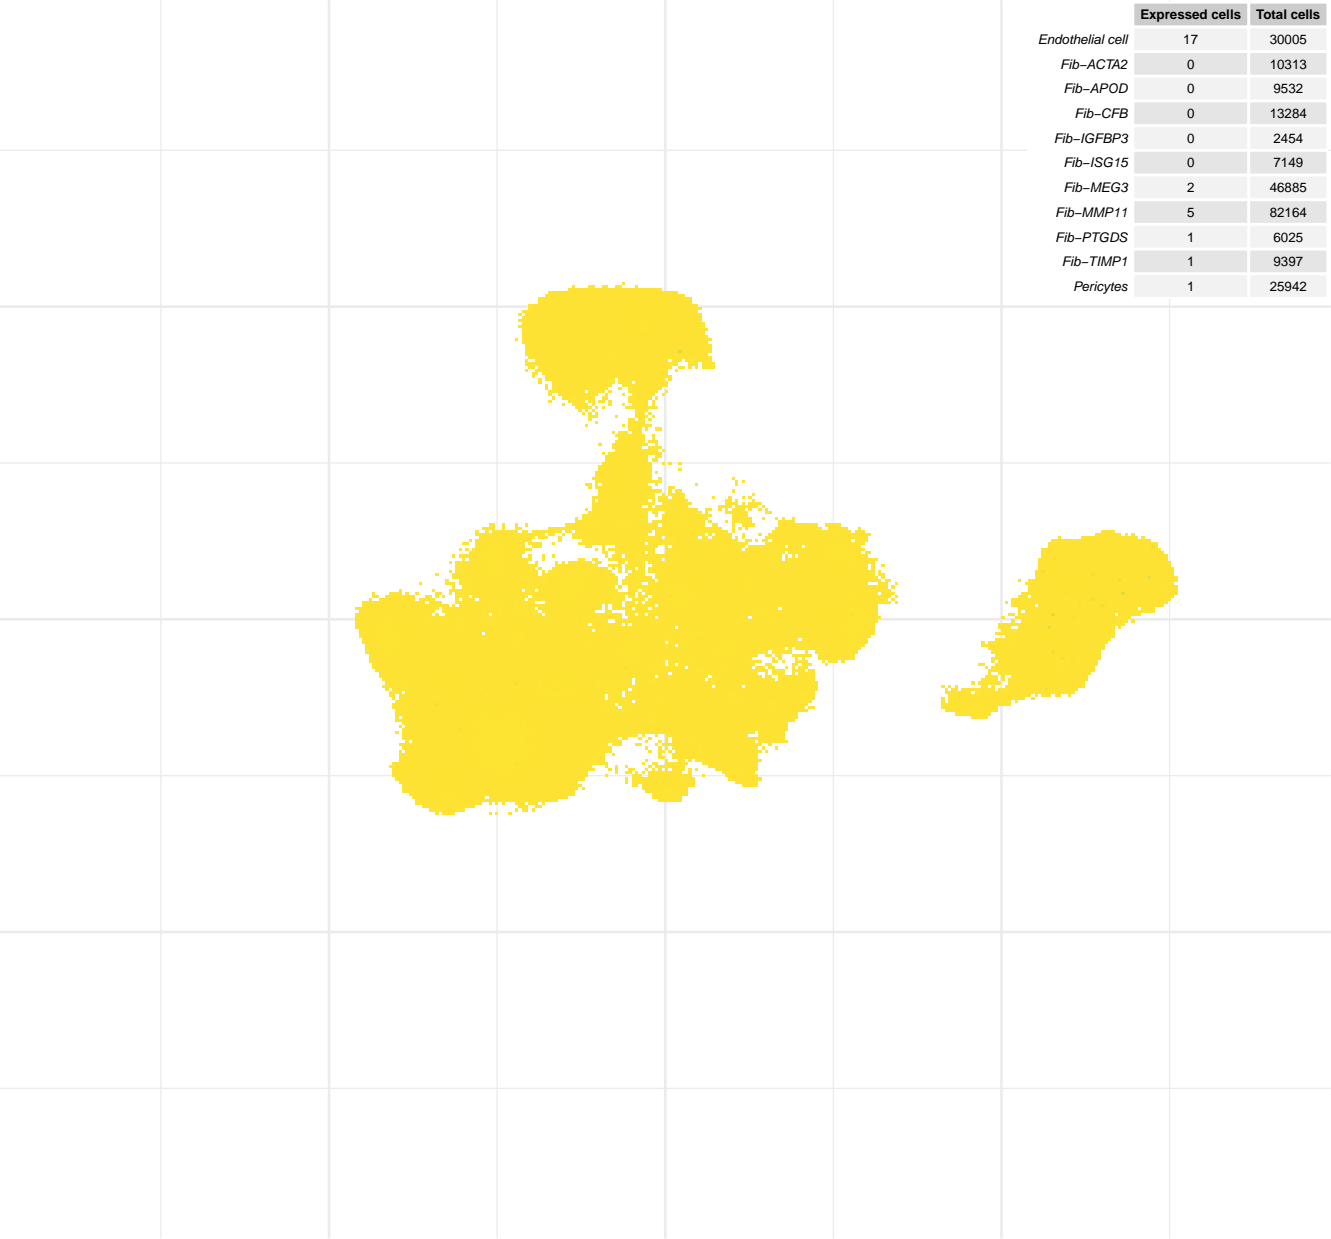 Expressed cells Total cells
Endothelial cell 17 30005
Fib−ACTA2 0 10313
Fib−APOD 0 9532
Fib−CFB 0 13284
Fib−IGFBP3 0 2454
Fib−ISG15 0 7149
Fib−MEG3 2 46885
Fib−MMP11 5 82164
Fib−PTGDS 1 6025
Fib−TIMP1 1 9397
Pericytes 1 25942